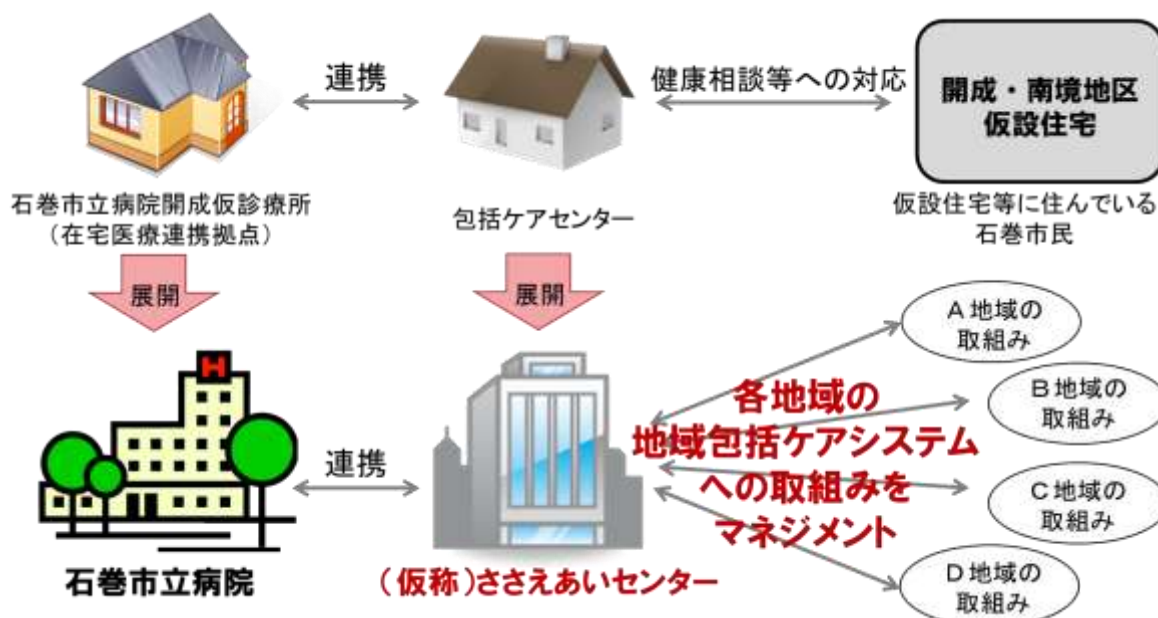 連携
健康相談等への対応
開成・南境地区
仮設住宅
石巻市立病院開成仮診療所
（在宅医療連携拠点）
包括ケアセンター
仮設住宅等に住んでいる
石巻市民
展開
展開
A地域の
取組み
B地域の
取組み
C地域の
取組み
D地域の
取組み
各地域の
地域包括ケアシステム
への取組みを
マネジメント
H
連携
石巻市立病院
（仮称）ささえあいセンター